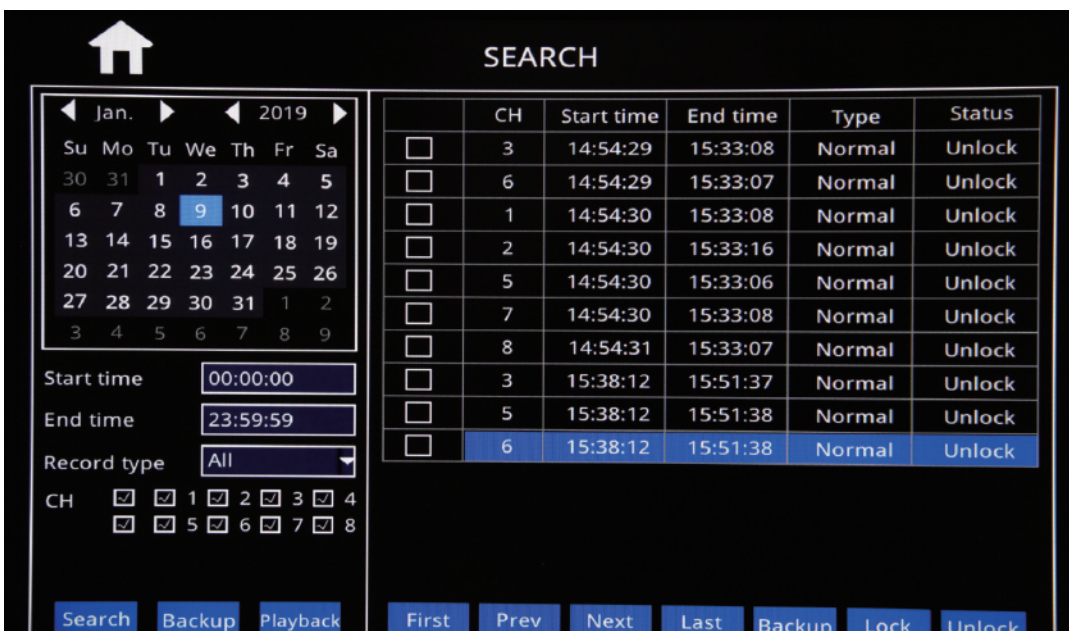 SEARCH
Jan. 2019
Su Mo Tu We Th Fr Sa
30 31 1 2 3 4 5
6 7 8 9 10 11 12
13 14 15 16 17 18 19
20 21 22 23 24 25 26
27 28 29 30 31 1 2
3 4 5 6 7 8 9
Start time 00:00:00
End time 23:59:59
Record type All
CH 1 2 3 4
5 6 7 8
Search Backup Playback
CH Start time End time Type Status
3 14:54:29 15:33:08 Normal Unlock
6 14:54:29 15:33:07 Normal Unlock
1 14:54:30 15:33:08 Normal Unlock
2 14:54:30 15:33:16 Normal Unlock
5 14:54:30 15:33:06 Normal Unlock
7 14:54:30 15:33:08 Normal Unlock
8 14:54:31 15:33:07 Normal Unlock
3 15:38:12 15:51:37 Normal Unlock
5 15:38:12 15:51:38 Normal Unlock
6 15:38:12 15:51:38 Normal Unlock
First Prev Next Last Backup Lock Unlock